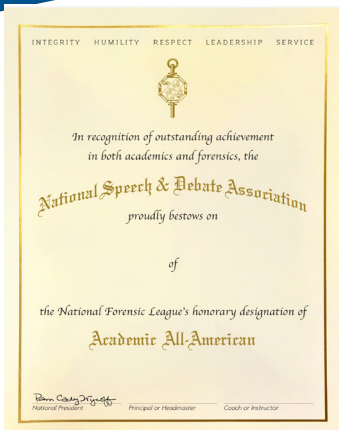 INTEGRITY HUMILITY RESPECT LEADERSHIP SERVICE
In recognition of outstanding achievement
in both academics and forensics, the
National Speech & Debate Association
proudly bestows on
of
the National Forensic League's honorary designation of
Academic All-American
National President Principal or Headmaster Coach or Instructor